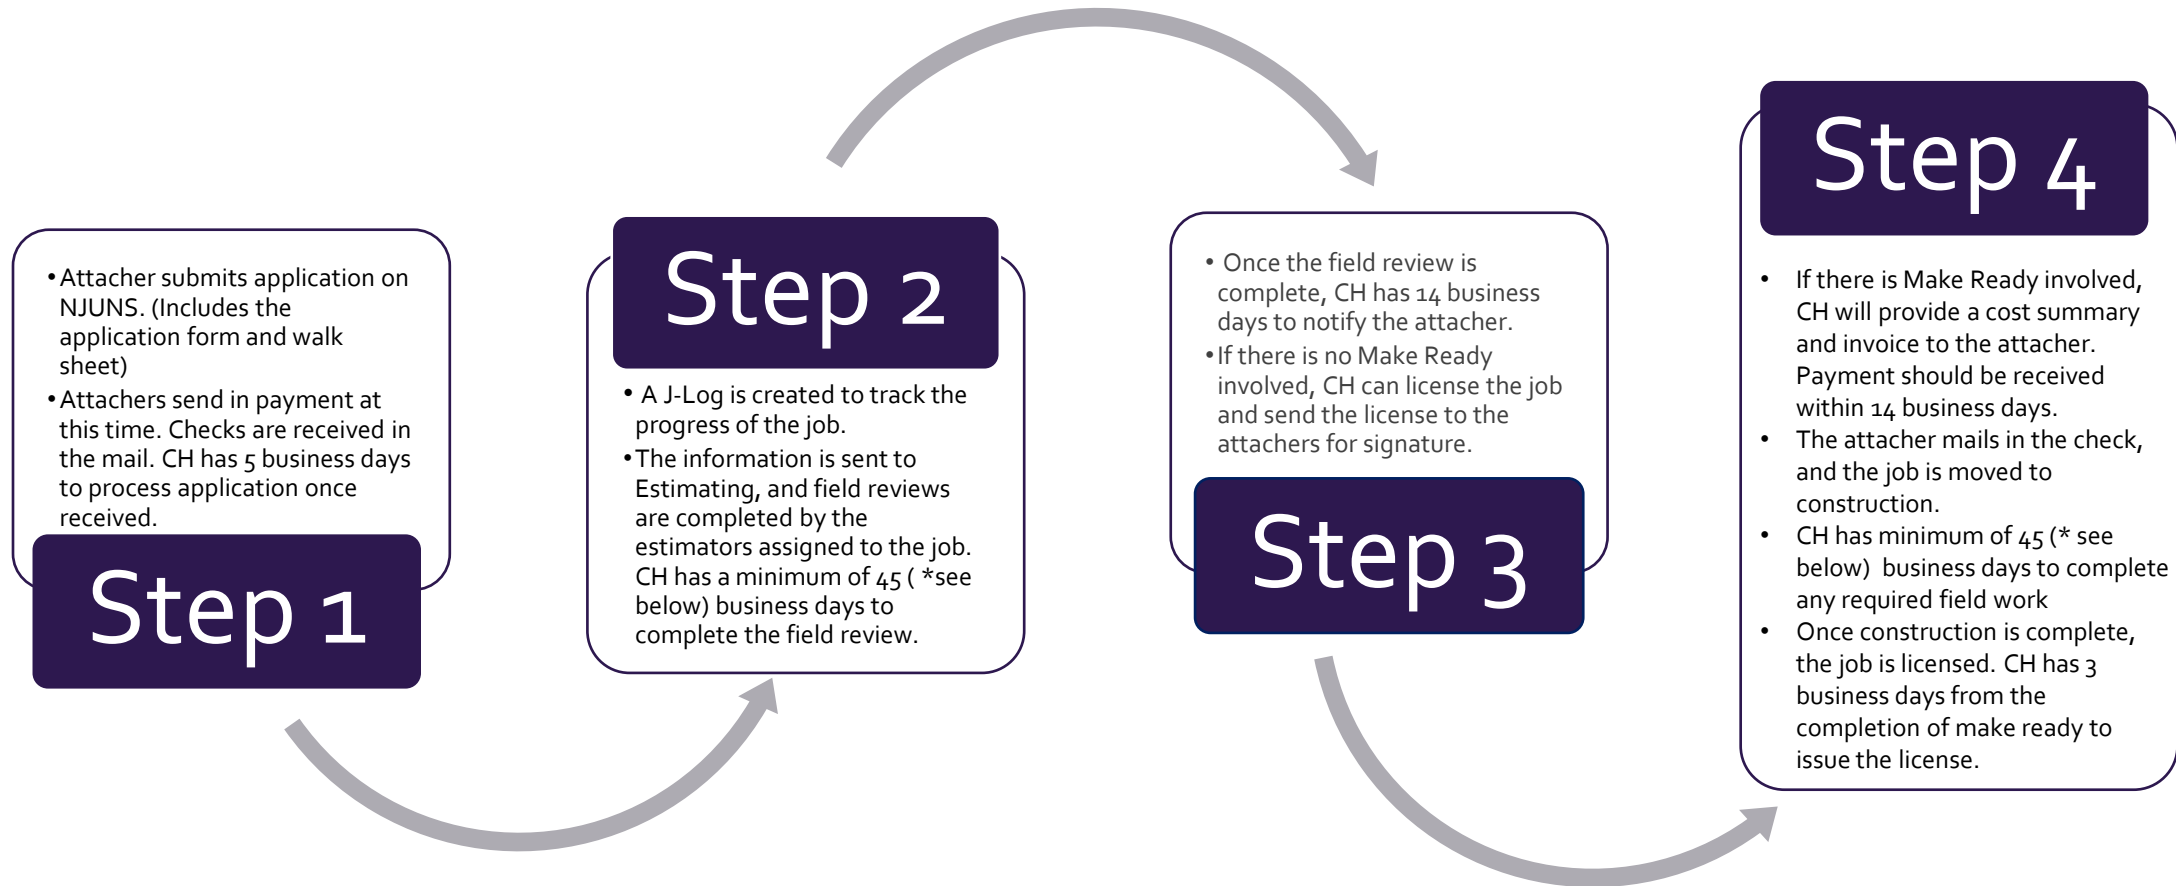 •Attacher submits application on
NJUNS. (Includes the
application form and walk
sheet)
•Attachers send in payment at
this time. Checks are received in
the mail. CH has 5 business days
to process application once
received.
Step 1
Step 2
• A J-Log is created to track the
progress of the job.
•The information is sent to
Estimating, and field reviews
are completed by the
estimators assigned to the job.
CH has a minimum of 45 ( *see
below) business days to
complete the field review.
• Once the field review is
complete, CH has 14 business
days to notify the attacher.
•If there is no Make Ready
involved, CH can license the job
and send the license to the
attachers for signature.
Step 3
Step 4
• If there is Make Ready involved,
CH will provide a cost summary
and invoice to the attacher.
Payment should be received
within 14 business days.
• The attacher mails in the check,
and the job is moved to
construction.
• CH has minimum of 45 (* see
below) business days to complete
any required field work
• Once construction is complete,
the job is licensed. CH has 3
business days from the
completion of make ready to
issue the license.